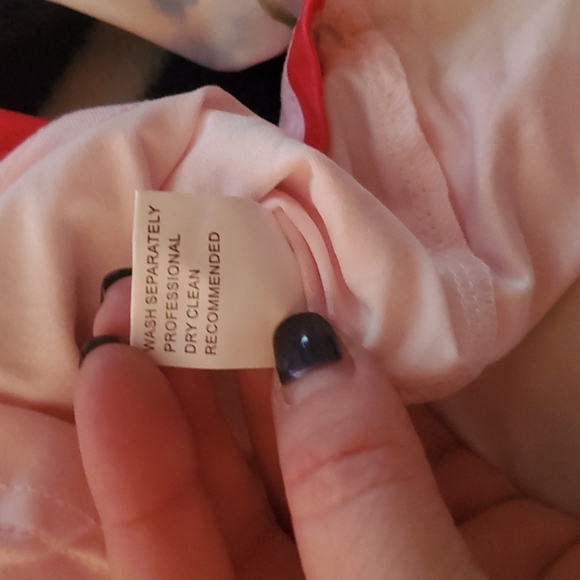 WASH SEPARATELY
PROFESSIONAL
DRY CLEAN
RECOMMENDED